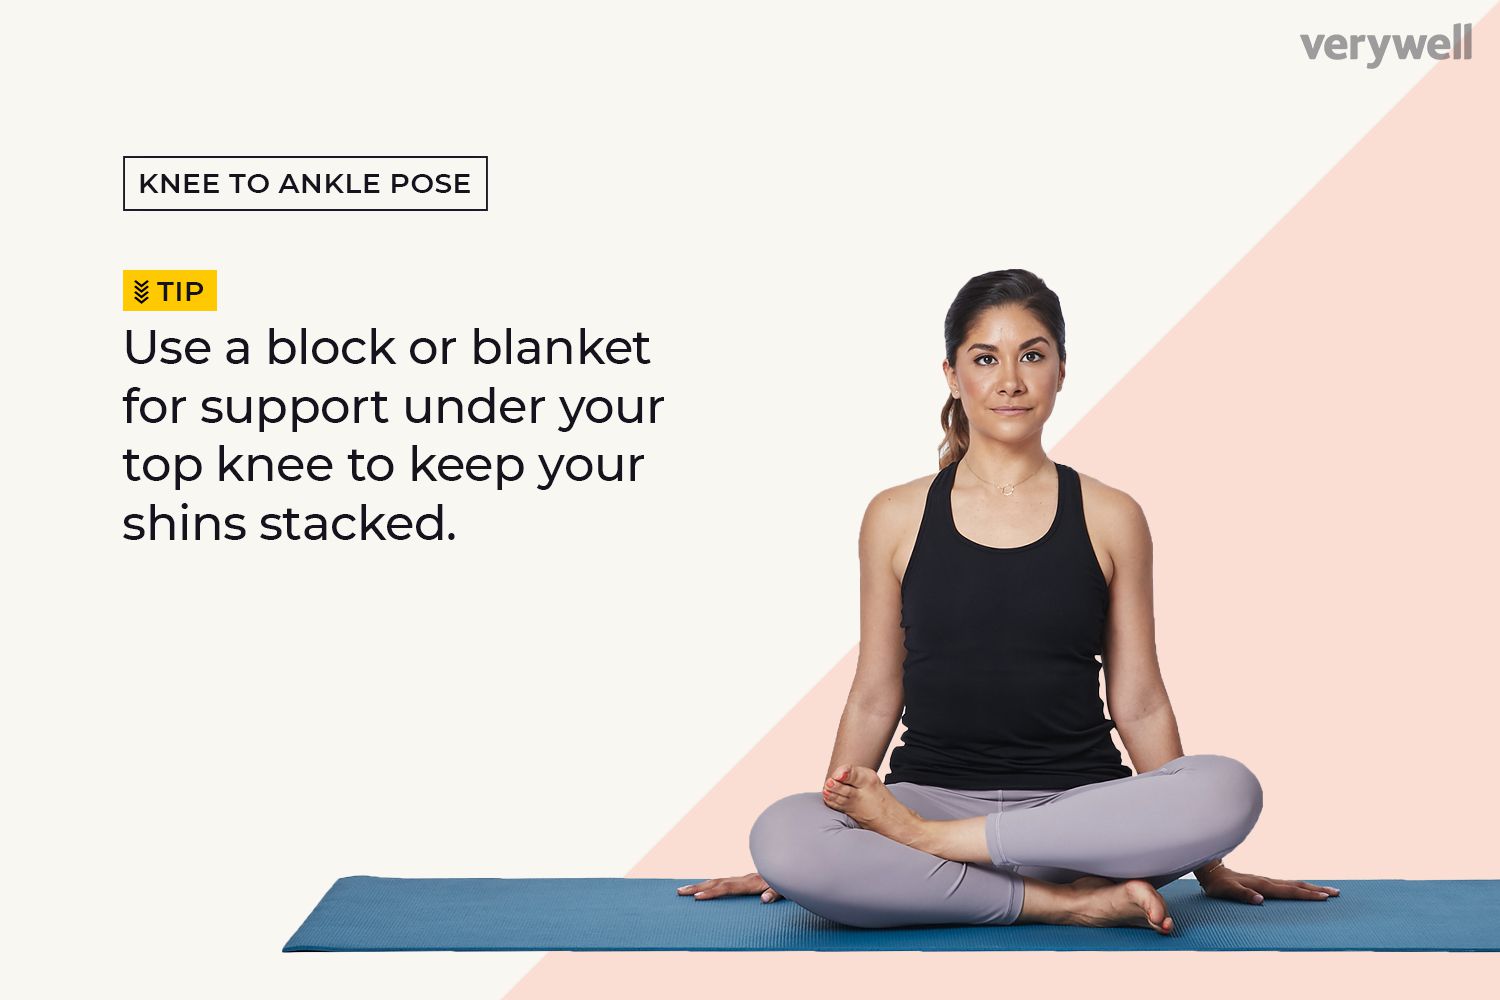 verywell
KNEE TO ANKLE POSE
TIP
Use a block or blanket
for support under your
top knee to keep your
shins stacked.